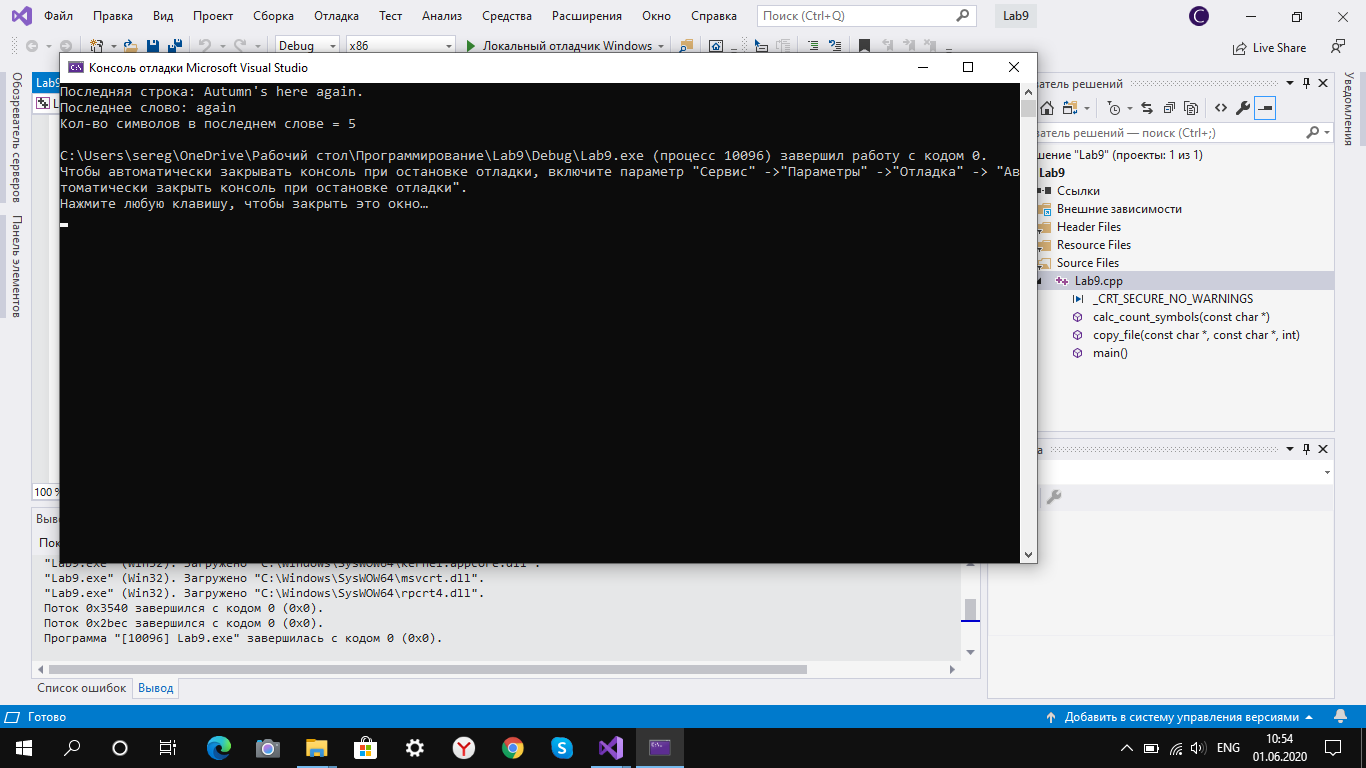 Файл Правка Вид Проект Сборка Отладка Тест Анализ Средства Расширения Окно Справка Поиск (Ctrl+Q) Lab9 C
Debug x86 Локальный отладчик Windows Live Share
Консоль отладки Microsoft Visual Studio
Последняя строка: Autumn's here again.
Последнее слово: again
Кол-во символов в последнем слове = 5
C:\Users\sereg\OneDrive\Рабочий стол\Программирование\Lab9\Debug\Lab9.exe (процесс 10096) завершил работу с кодом 0.
Чтобы автоматически закрывать консоль при остановке отладки, включите параметр "Сервис" ->"Параметры" ->"Отладка" -> "Ав
томатически закрыть консоль при остановке отладки".
Нажмите любую клавишу, чтобы закрыть это окно…
Обозреватель серверов
Панель элементов
Lab9
100 %
решений
решений — поиск (Ctrl+;)
"Lab9" (проекты: 1 из 1)
Lab9
Ссылки
Внешние зависимости
Header Files
Resource Files
Source Files
Lab9.cpp
_CRT_SECURE_NO_WARNINGS
calc_count_symbols(const char *)
copy_file(const char *, const char *, int)
main()
Уведомления
"Lab9.exe" (Win32). Загружено "C:\Windows\SysWOW64\kernel.appcore.dll".
"Lab9.exe" (Win32). Загружено "C:\Windows\SysWOW64\msvcrt.dll".
"Lab9.exe" (Win32). Загружено "C:\Windows\SysWOW64\rpcrt4.dll".
Поток 0x3540 завершился с кодом 0 (0x0).
Поток 0x2bec завершился с кодом 0 (0x0).
Программа "[10096] Lab9.exe" завершилась с кодом 0 (0x0).
Список ошибок Вывод
Готово Добавить в систему управления версиями
ENG 10:54
01.06.2020